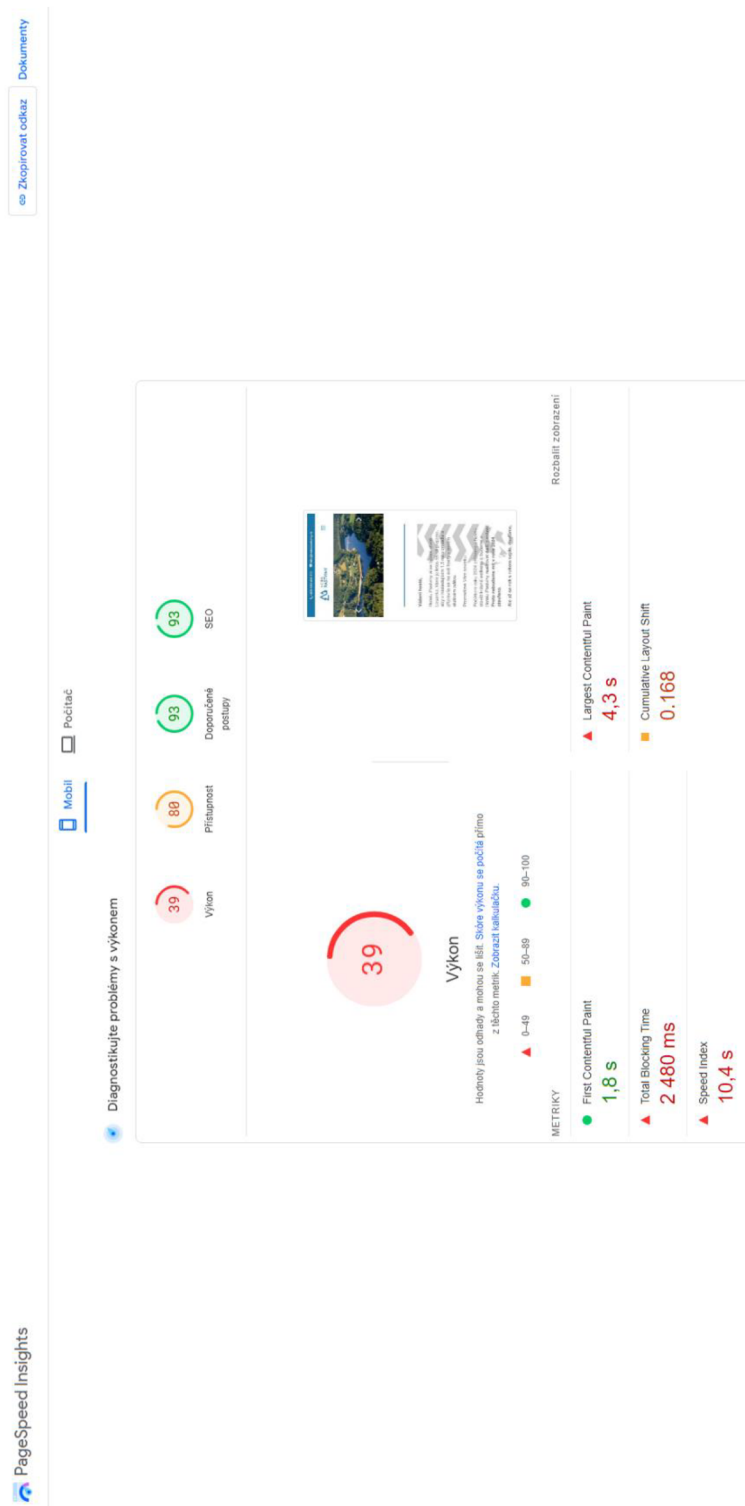 PageSpeed Insights
Zkopírovat odkaz
Dokumenty
Mobil
Počítač
Diagnostikujte problémy s výkonem
39
Výkon
80
Přístupnost
93
Doporučené
postupy
93
SEO
39
Výkon
Hodnoty jsou odhady a mohou se lišit. Skóre výkonu se počítá přímo
z těchto metrik. Zobrazit kalkulačku.
0–49
50–89
90–100
METRIKY
Rozbalit zobrazení
First Contentful Paint
1,8 s
Largest Contentful Paint
4,3 s
Total Blocking Time
2 480 ms
Cumulative Layout Shift
0.168
Speed Index
10,4 s